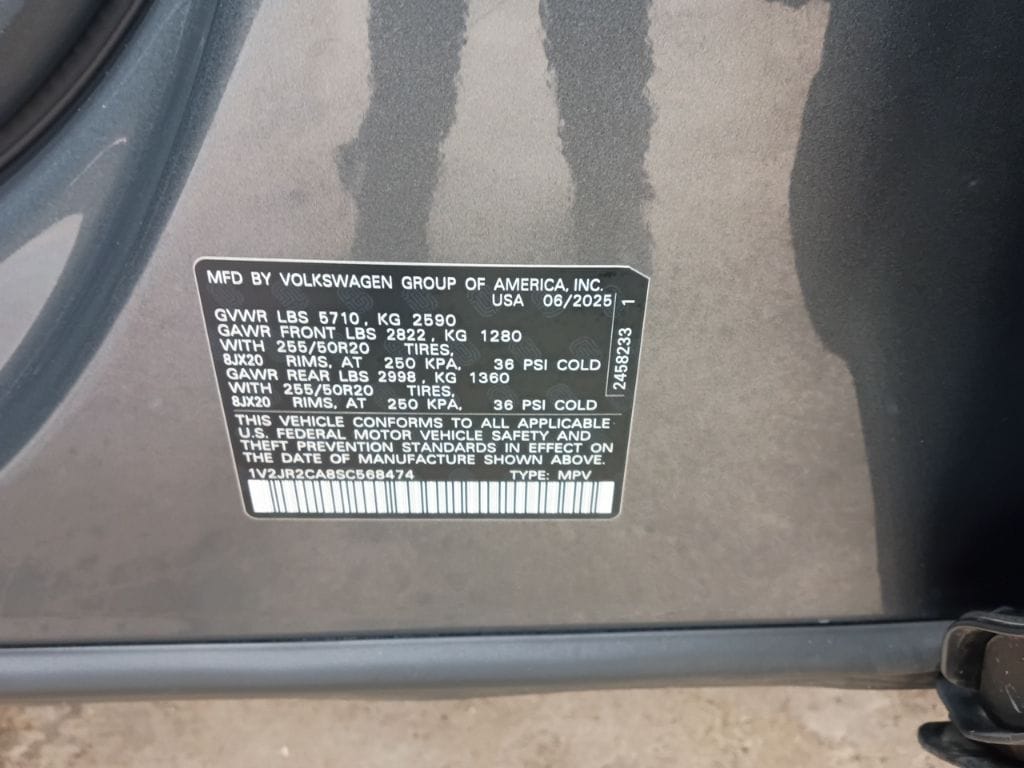 MFD BY VOLKSWAGEN GROUP OF AMERICA, INC.
USA 06/2025
GVWR LBS 5710, KG 2590
GAWR FRONT LBS 2822, KG 1280
WITH 255/50R20 TIRES,
8JX20 RIMS, AT 250 KPA, 36 PSI COLD
GAWR REAR LBS 2998, KG 1360
WITH 255/50R20 TIRES,
8JX20 RIMS, AT 250 KPA, 36 PSI COLD
2458233 1
THIS VEHICLE CONFORMS TO ALL APPLICABLE
U.S. FEDERAL MOTOR VEHICLE SAFETY AND
THEFT PREVENTION STANDARDS IN EFFECT ON
THE DATE OF MANUFACTURE SHOWN ABOVE.
1V2JR2CA8SC568474 TYPE: MPV